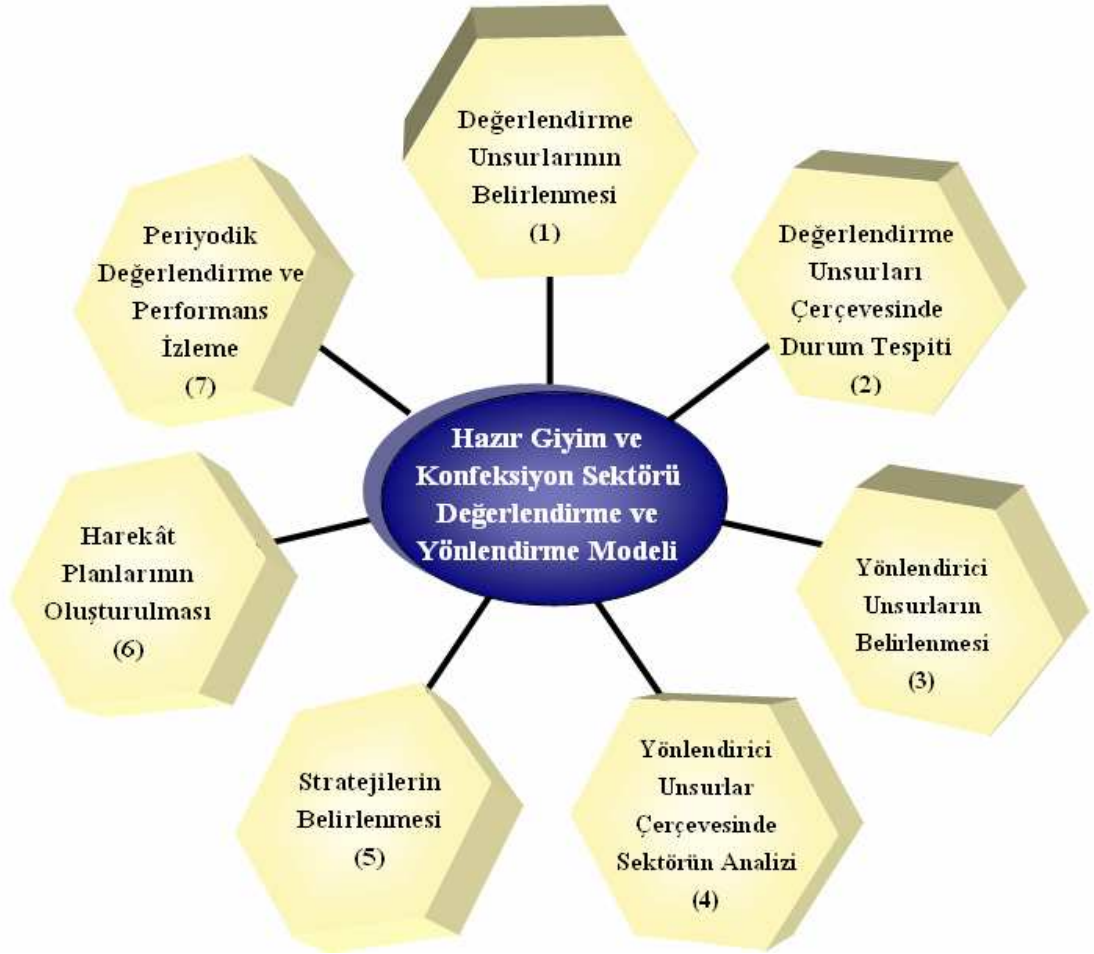 Değerlendirme
Unsurlarının
Belirlenmesi
(1)
Değerlendirme
Unsurları
Çerçevesinde
Durum Tespiti
(2)
Yönlendirici
Unsurların
Belirlenmesi
(3)
Yönlendirici
Unsurlar
Çerçevesinde
Sektörün Analizi
(4)
Stratejilerin
Belirlenmesi
(5)
Harekât
Planlarının
Oluşturulması
(6)
Periyodik
Değerlendirme ve
Performans
İzleme
(7)
Hazır Giyim ve
Konfeksiyon Sektörü
Değerlendirme ve
Yönlendirme Modeli